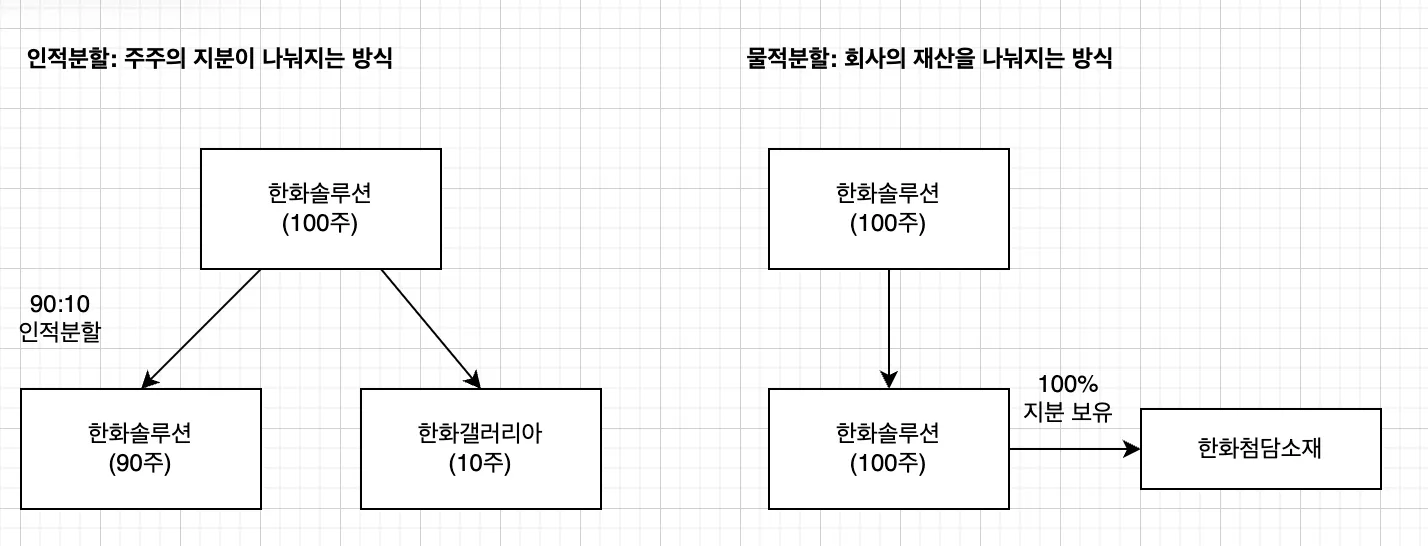 인적분할: 주주의 지분이 나눠지는 방식
한화솔루션
(100주)
90:10
인적분할
한화솔루션
(90주)
한화갤러리아
(10주)
물적분할: 회사의 재산을 나눠지는 방식
한화솔루션
(100주)
한화솔루션
(100주)
100%
지분 보유
한화첨담소재